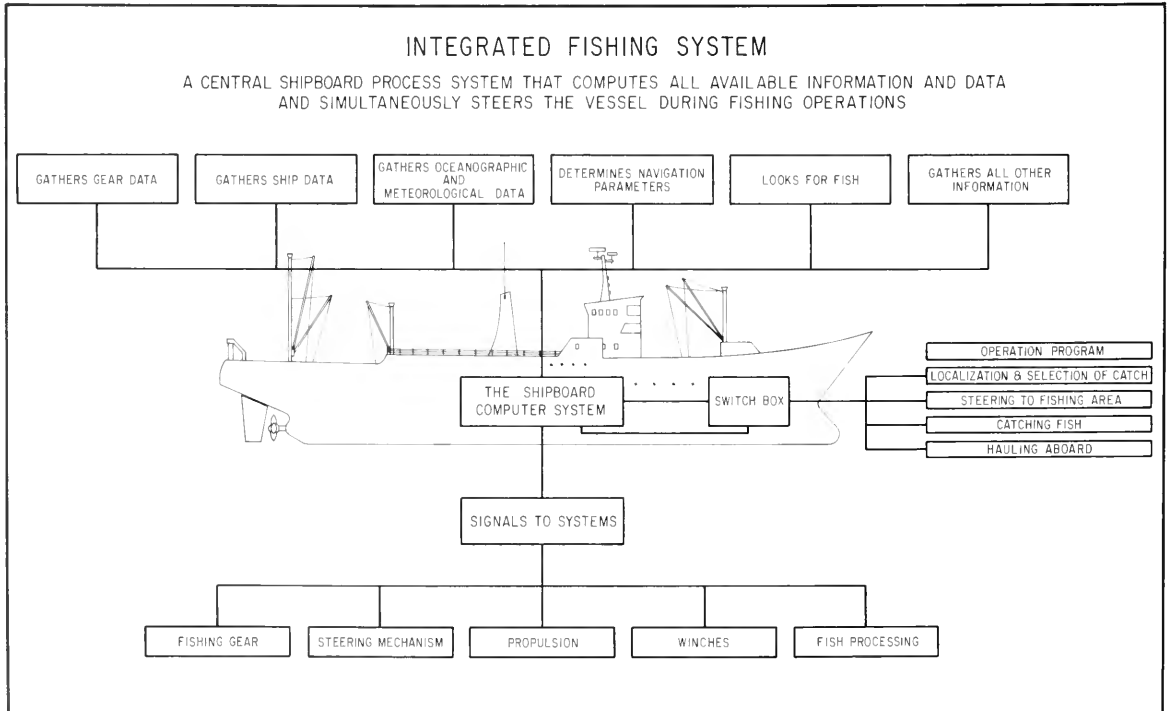 INTEGRATED FISHING SYSTEM
A CENTRAL SHIPBOARD PROCESS SYSTEM THAT COMPUTES ALL AVAILABLE INFORMATION AND DATA
AND SIMULTANEOUSLY STEERS THE VESSEL DURING FISHING OPERATIONS
GATHERS GEAR DATA
GATHERS SHIP DATA
GATHERS OCEANOGRAPHIC
AND
METEOROLOGICAL DATA
DETERMINES NAVIGATION
PARAMETERS
LOOKS FOR FISH
GATHERS ALL OTHER
INFORMATION
THE SHIPBOARD
COMPUTER SYSTEM
SWITCH BOX
OPERATION PROGRAM
LOCALIZATION & SELECTION OF CATCH
STEERING TO FISHING AREA
CATCHING FISH
HAULING ABOARD
SIGNALS TO SYSTEMS
FISHING GEAR
STEERING MECHANISM
PROPULSION
WINCHES
FISH PROCESSING